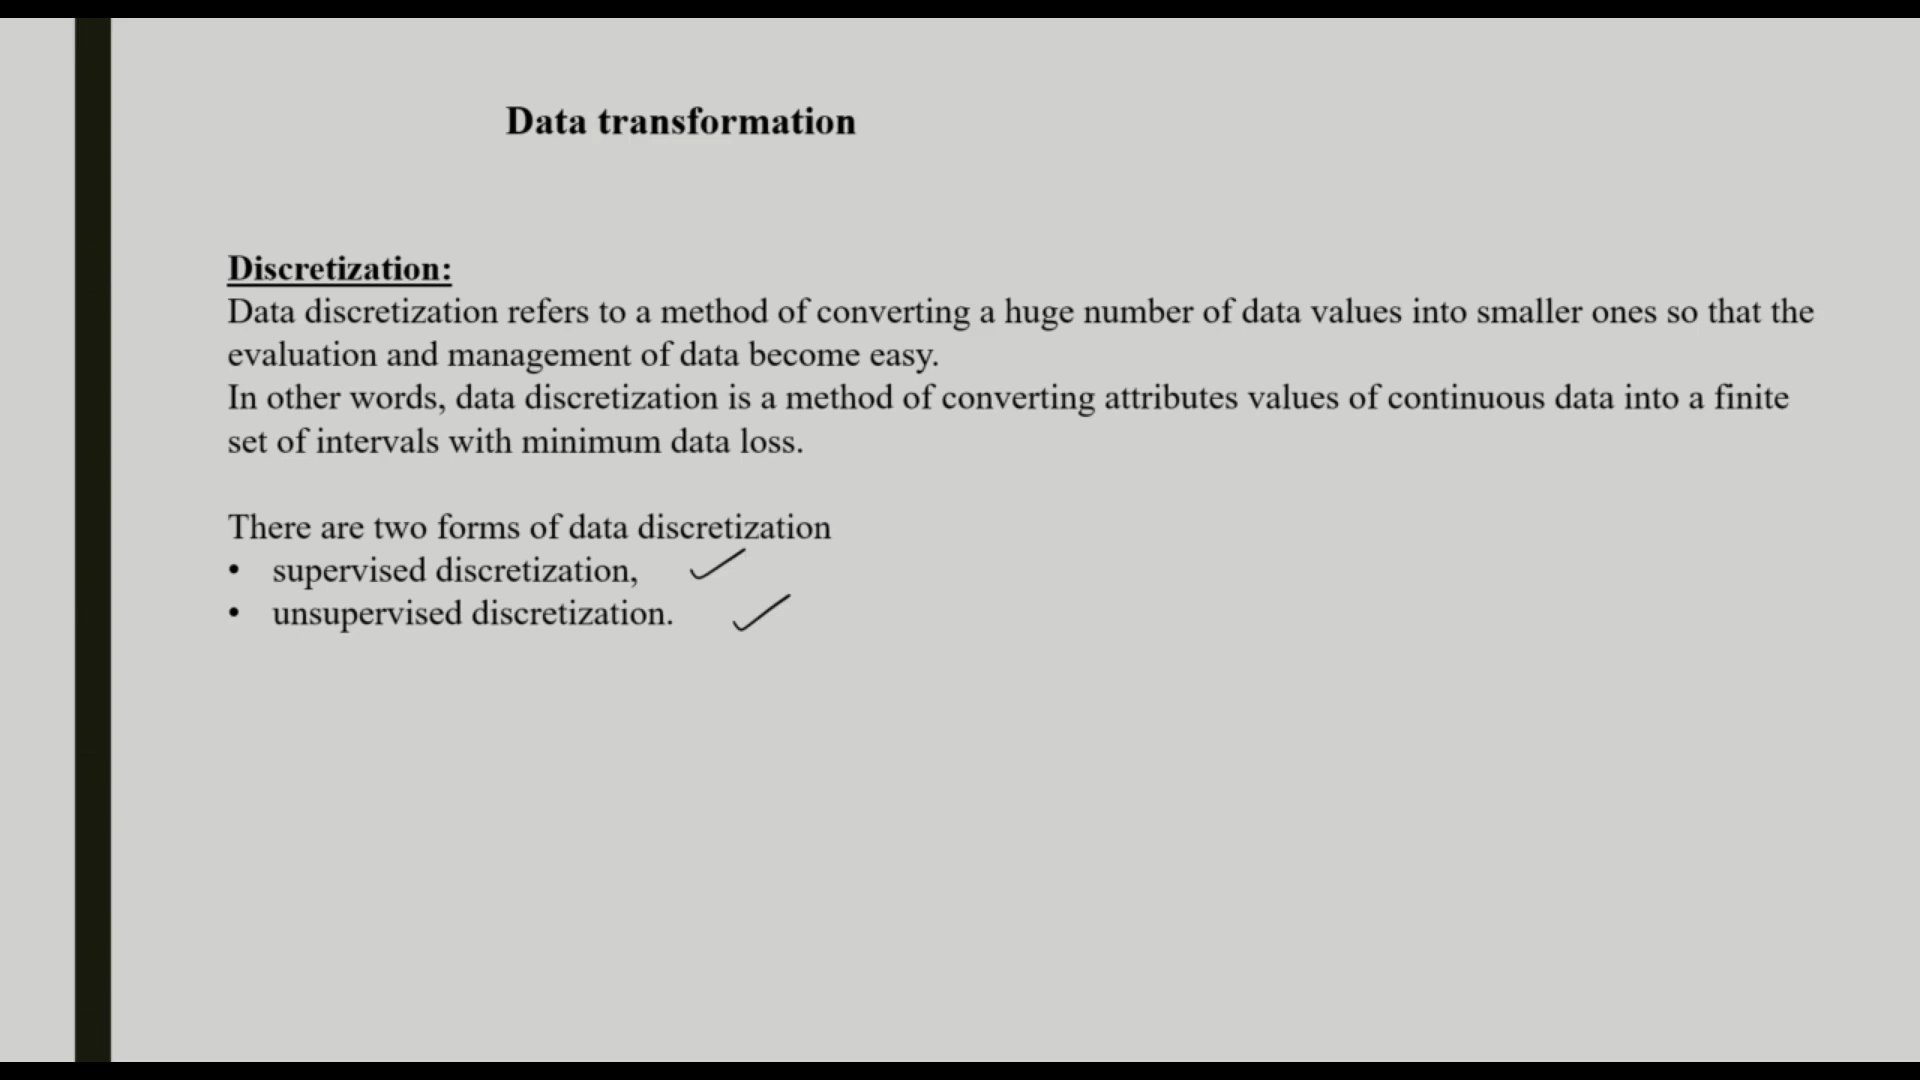 Data transformation
Discretization:
Data discretization refers to a method of converting a huge number of data values into smaller ones so that the
evaluation and management of data become easy.
In other words, data discretization is a method of converting attributes values of continuous data into a finite
set of intervals with minimum data loss.
There are two forms of data discretization
• supervised discretization,
• unsupervised discretization.